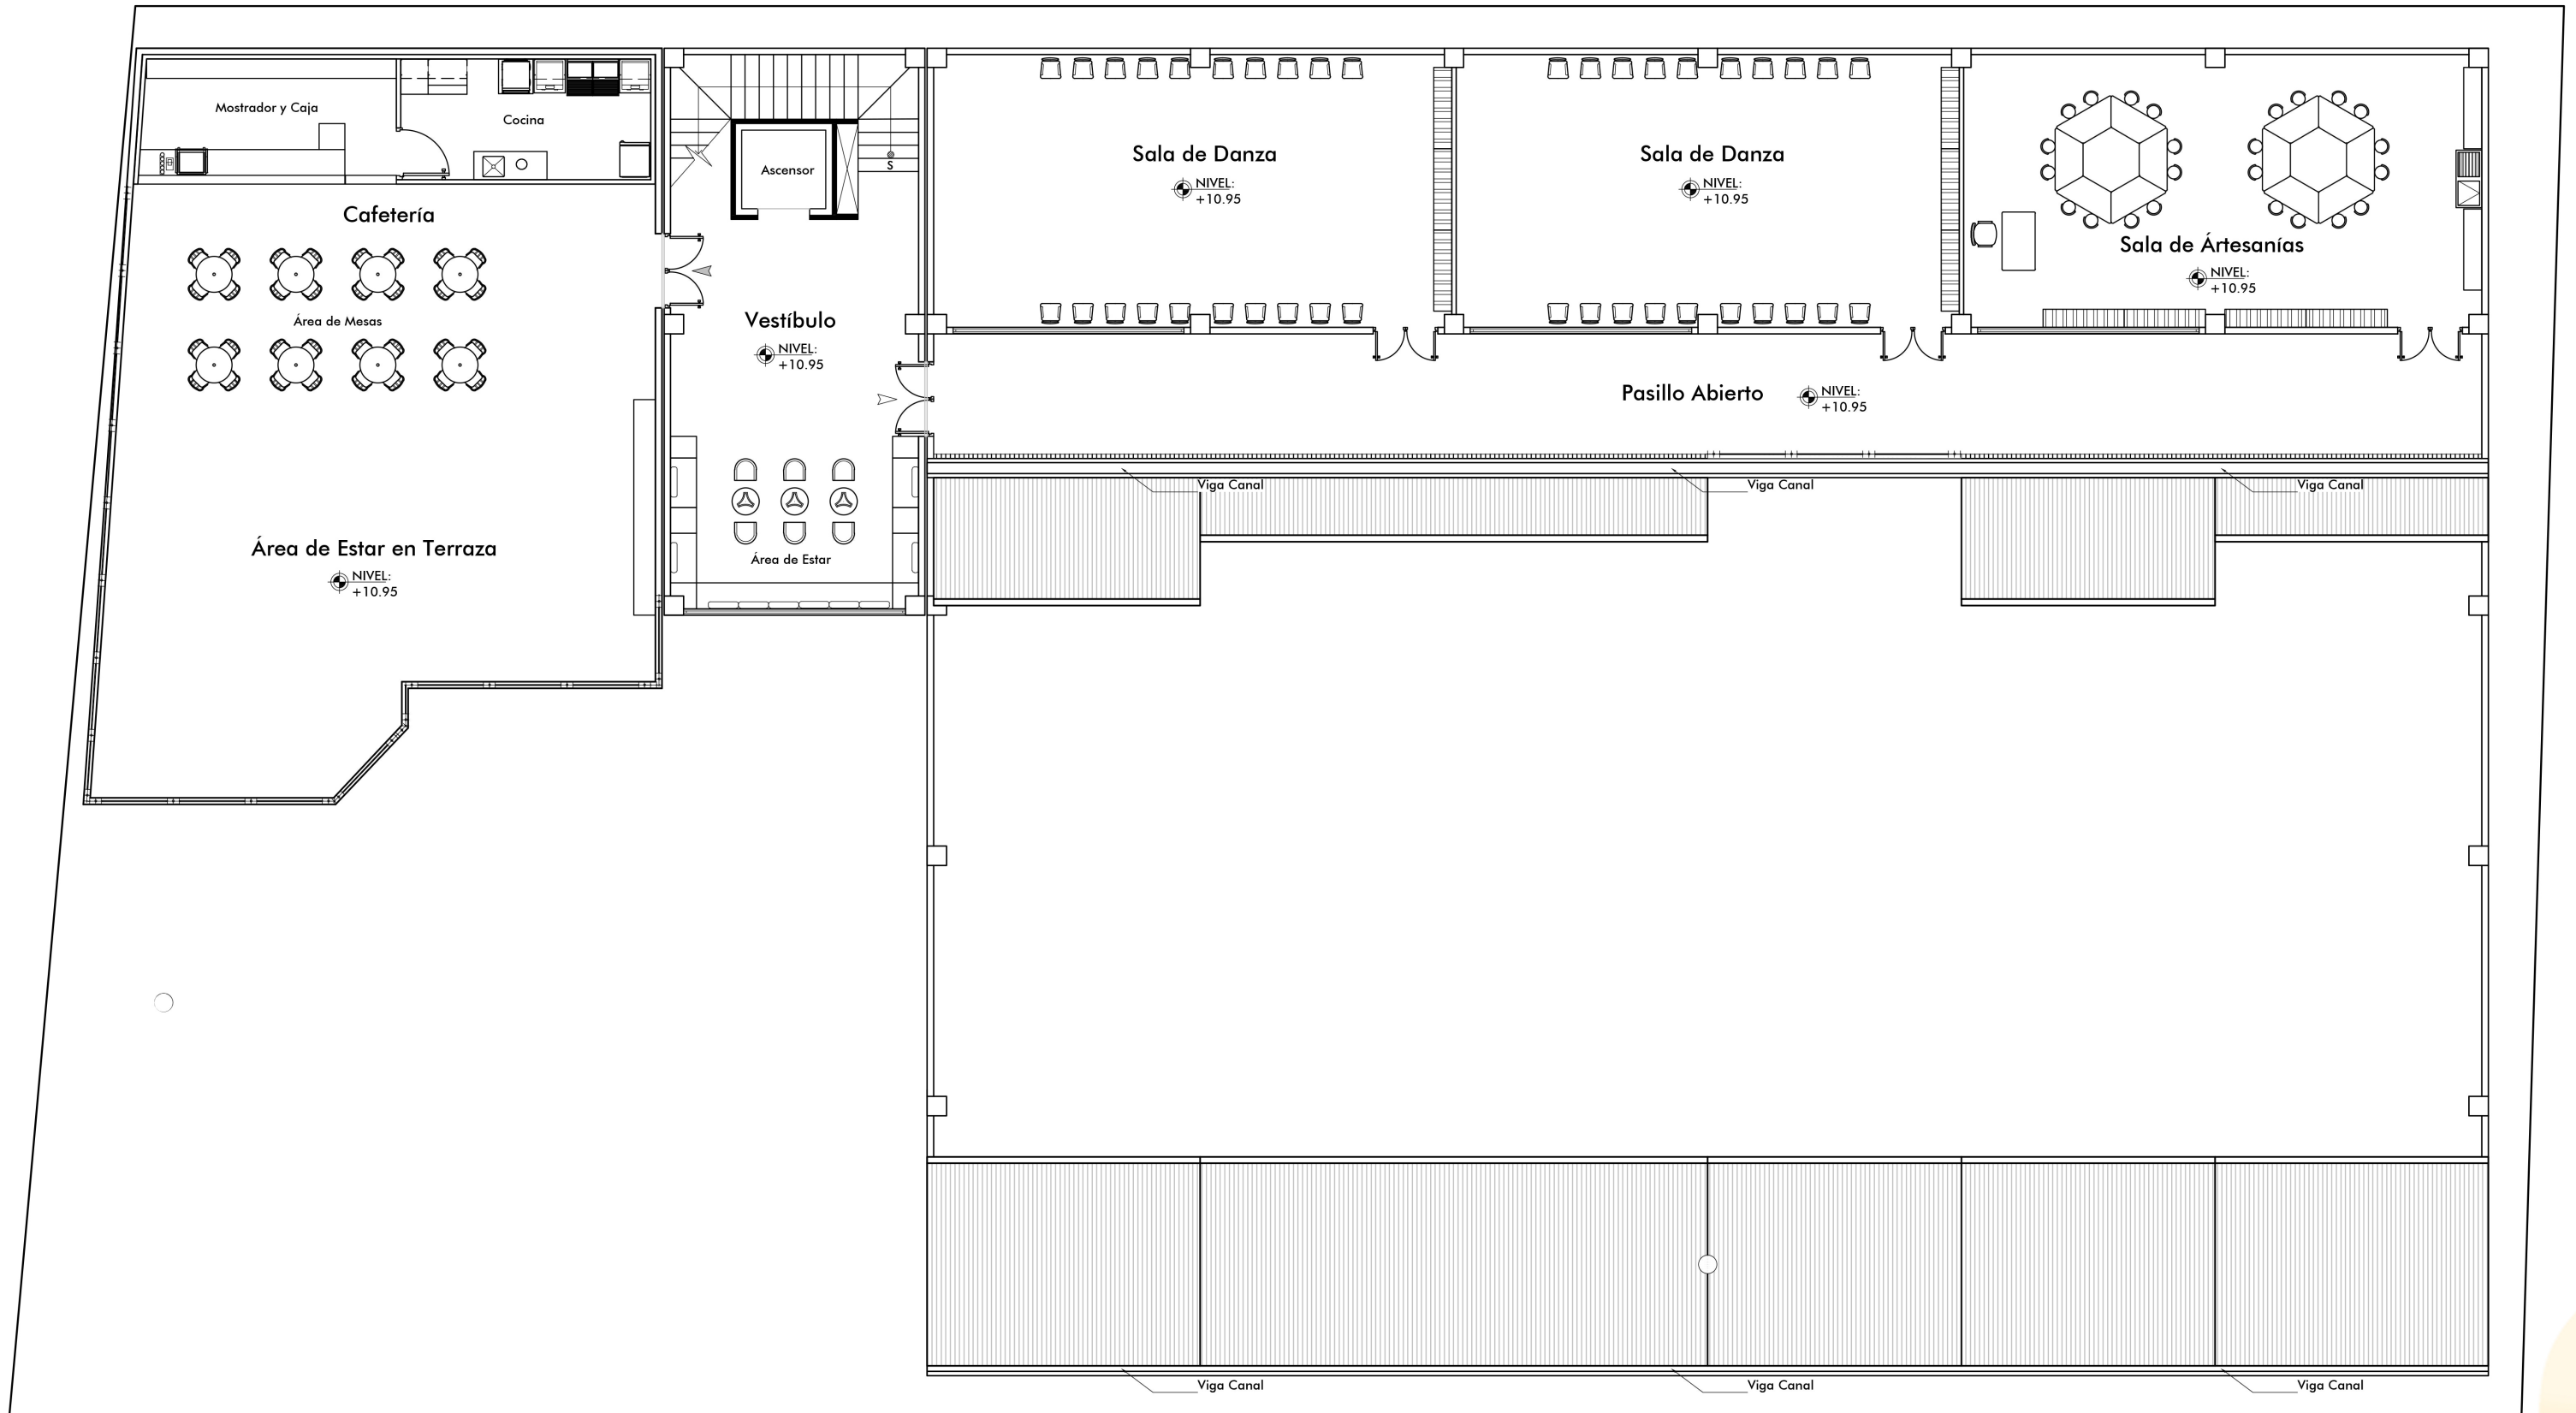 Mostrador y Caja
Cocina
Ascensor
S
Sala de Danza
NIVEL:
+10.95
Sala de Danza
NIVEL:
+10.95
Cafetería
Sala de Ártesanías
NIVEL:
+10.95
Área de Mesas
Vestíbulo
NIVEL:
+10.95
Pasillo Abierto
NIVEL:
+10.95
Viga Canal
Viga Canal
Viga Canal
Área de Estar en Terraza
NIVEL:
+10.95
Área de Estar
Viga Canal
Viga Canal
Viga Canal